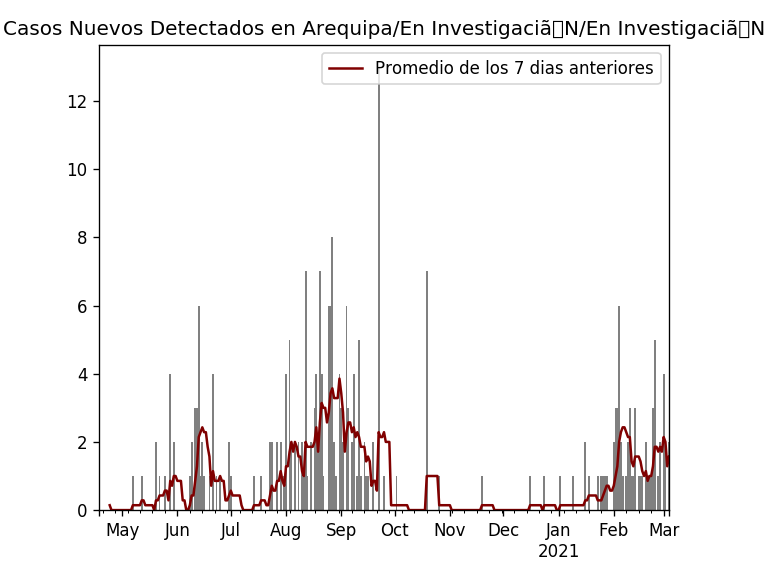 Casos Nuevos Detectados en Arequipa/En Investigaciã�N/En Investigaciã�N
Promedio de los 7 dias anteriores
12
10
8
6
4
2
0
May Jun Jul Aug Sep Oct Nov Dec Jan Feb Mar
2021